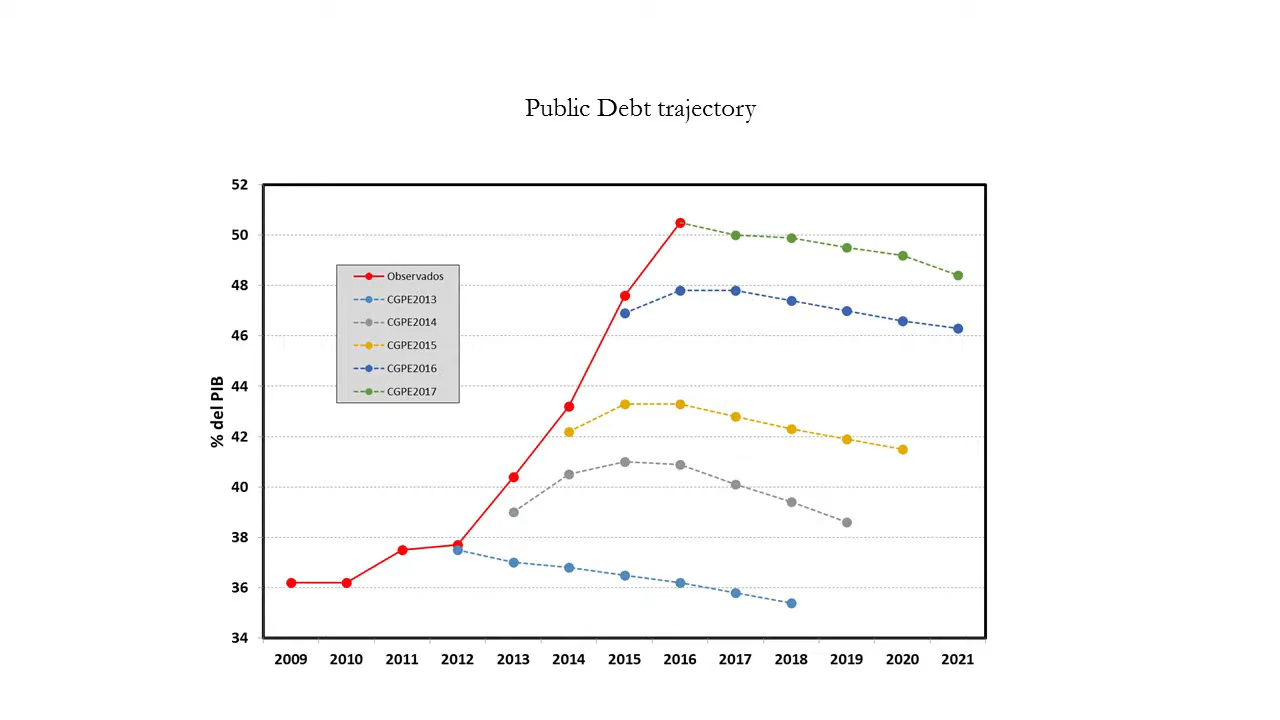 Public Debt trajectory
52
50
48
46
44
42
40
38
36
34
% del PIB
Observados
CGPE2013
CGPE2014
CGPE2015
CGPE2016
CGPE2017
2009 2010 2011 2012 2013 2014 2015 2016 2017 2018 2019 2020 2021